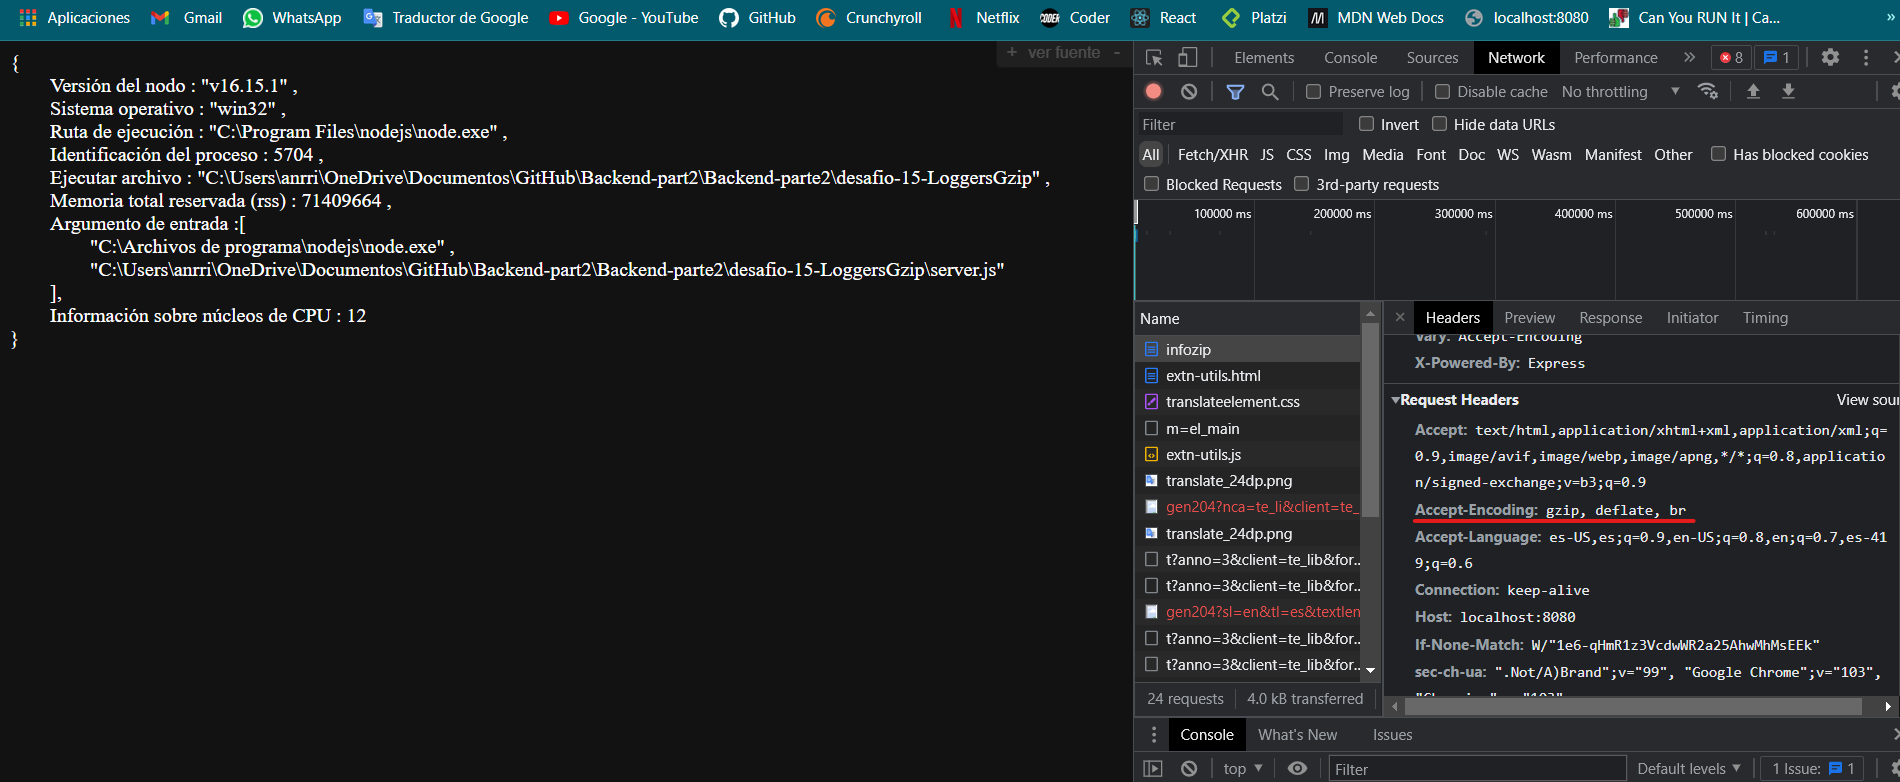 Aplicaciones Gmail WhatsApp Traductor de Google Google - YouTube GitHub Crunchyroll Netflix Coder React Platzi MDN Web Docs localhost:8080 Can You RUN It | Ca... »
+ ver fuente -
{
Versión del nodo : "v16.15.1" ,
Sistema operativo : "win32" ,
Ruta de ejecución : "C:\Program Files\nodejs\node.exe" ,
Identificación del proceso : 5704 ,
Ejecutar archivo : "C:\Users\anrri\OneDrive\Documentos\GitHub\Backend-part2\Backend-parte2\desafio-15-LoggersGzip" ,
Memoria total reservada (rss) : 71409664 ,
Argumento de entrada :[
"C:\Archivos de programa\nodejs\node.exe" ,
"C:\Users\anrri\OneDrive\Documentos\GitHub\Backend-part2\Backend-parte2\desafio-15-LoggersGzip\server.js"
],
Información sobre núcleos de CPU : 12
}
Elements Console Sources Network Performance » 8 1
Preserve log Disable cache No throttling
Filter Invert Hide data URLs
All Fetch/XHR JS CSS Img Media Font Doc WS Wasm Manifest Other Has blocked cookies
Blocked Requests 3rd-party requests
100000 ms 200000 ms 300000 ms 400000 ms 500000 ms 600000 ms
Name
infozip
extn-utils.html
translateelement.css
m=el_main
extn-utils.js
translate_24dp.png
gen204?nca=te_li&client=te_
translate_24dp.png
t?anno=3&client=te_lib&for...
t?anno=3&client=te_lib&for...
gen204?sl=en&tl=es&textlen
t?anno=3&client=te_lib&for...
t?anno=3&client=te_lib&for...
24 requests 4.0 kB transferred
× Headers Preview Response Initiator Timing
Vary: Accept-Encoding
X-Powered-By: Express
Request Headers View sour
Accept: text/html,application/xhtml+xml,application/xml;q=
0.9,image/avif,image/webp,image/apng,*/*;q=0.8,applicatio
n/signed-exchange;v=b3;q=0.9
Accept-Encoding: gzip, deflate, br
Accept-Language: es-US,es;q=0.9,en-US;q=0.8,en;q=0.7,es-41
9;q=0.6
Connection: keep-alive
Host: localhost:8080
If-None-Match: W/"1e6-qHmR1z3VcdwWR2a25AhwMhMsEEk"
sec-ch-ua: ".Not/A)Brand";v="99", "Google Chrome";v="103",
Console What's New Issues
top Filter Default levels 1 Issue: 1